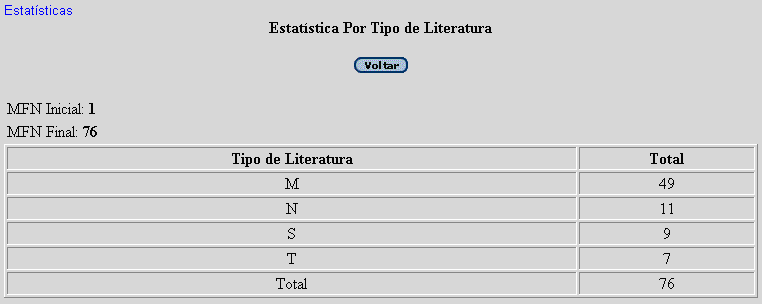 Estatísticas
Estatística Por Tipo de Literatura
Voltar
MFN Inicial: 1
MFN Final: 76
Tipo de Literatura Total
M 49
N 11
S 9
T 7
Total 76